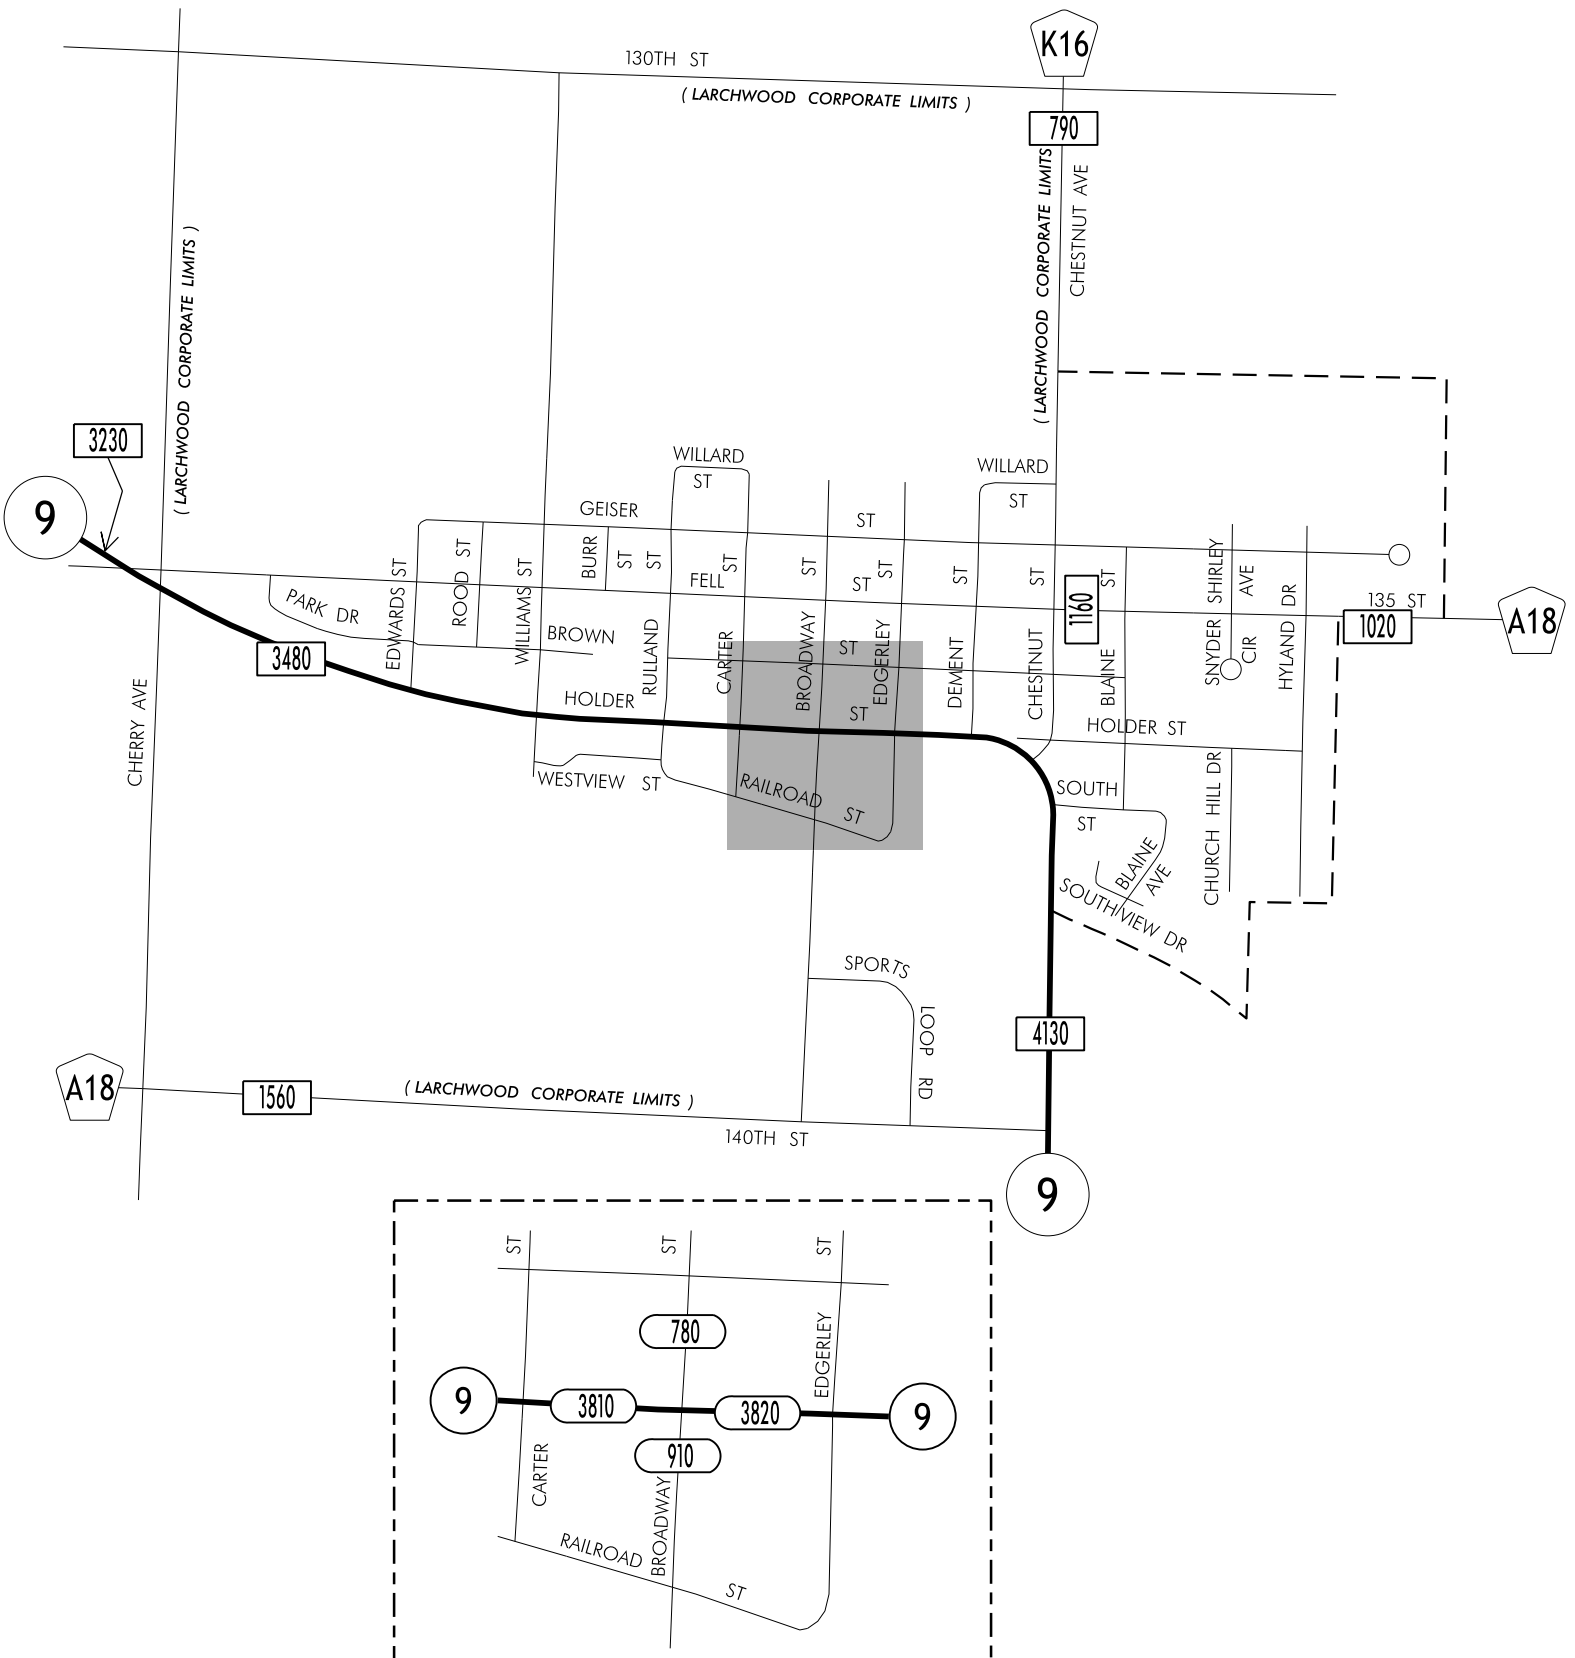 K16
130TH ST
( LARCHWOOD CORPORATE LIMITS )
790
( LARCHWOOD CORPORATE LIMITS
CHESTNUT AVE
( LARCHWOOD CORPORATE LIMITS )
3230
9
WILLARD
ST
WILLARD
ST
GEISER ST
EDWARDS ST
ROOD ST
WILLIAMS ST
BURR ST
RULLAND ST
CARTER ST
BROADWAY ST
EDGERLEY ST
DEMENT ST
CHESTNUT ST
BLAINE ST
SNYDER CIR
SHIRLEY AVE
HYLAND DR
FELL ST
1160
135 ST
1020
A18
PARK DR
BROWN ST
3480
HOLDER ST
HOLDER ST
CHERRY AVE
WESTVIEW ST
RAILROAD ST
SOUTH
ST
BLAINE
AVE
CHURCH HILL DR
SOUTHVIEW DR
SPORTS
LOOP RD
4130
A18
1560
( LARCHWOOD CORPORATE LIMITS )
140TH ST
9
ST
ST
ST
780
EDGERLEY
9
3810
3820
9
910
CARTER
BROADWAY
RAILROAD ST